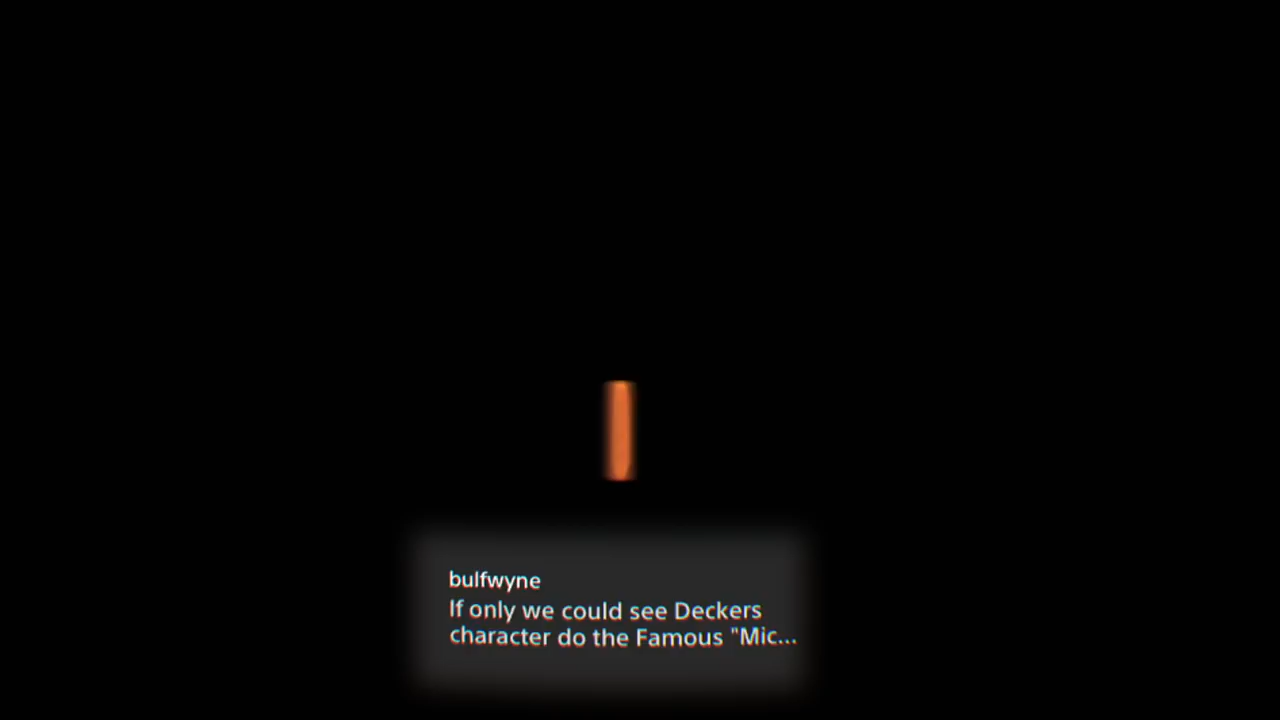 bulfwyne
If only we could see Deckers
character do the Famous "Mic...